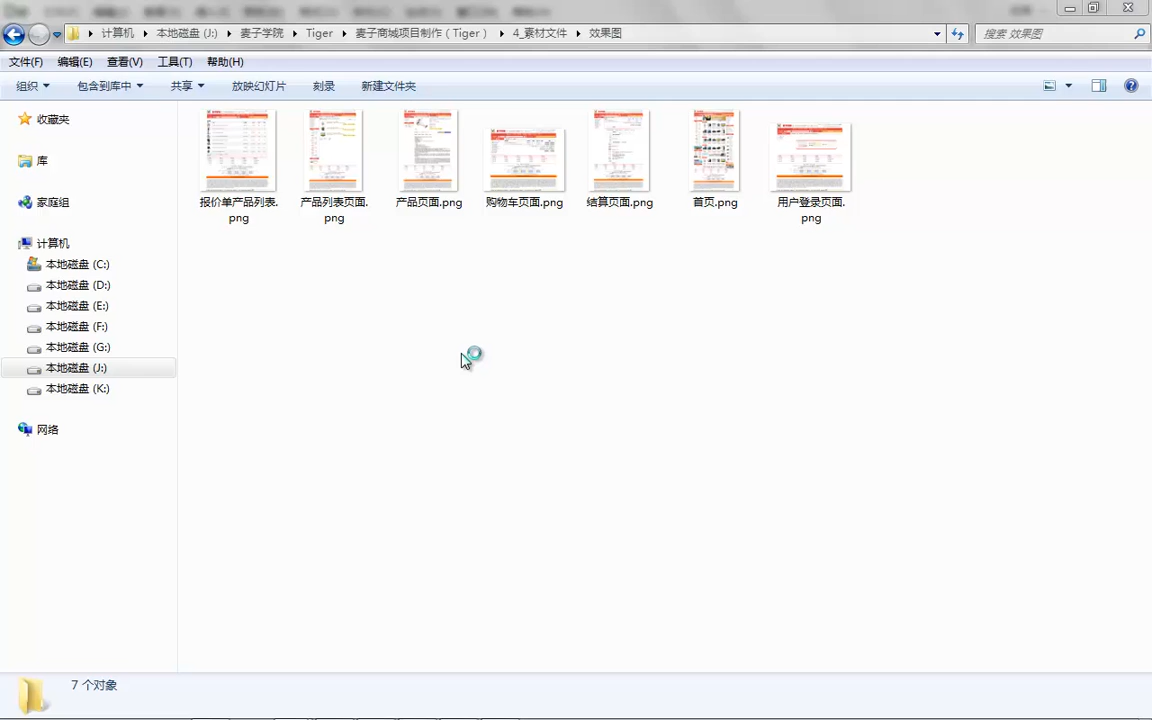 计算机 本地磁盘 (J:) 麦子学院 Tiger 麦子商城项目制作 ( Tiger ) 4_素材文件 效果图
搜索 效果图
文件(F) 编辑(E) 查看(V) 工具(T) 帮助(H)
组织 包含到库中 共享 放映幻灯片 刻录 新建文件夹
收藏夹
库
家庭组
计算机
本地磁盘 (C:)
本地磁盘 (D:)
本地磁盘 (E:)
本地磁盘 (F:)
本地磁盘 (G:)
本地磁盘 (J:)
本地磁盘 (K:)
网络
报价单产品列表.
png
产品列表页面.
png
产品页面.png
购物车页面.png
结算页面.png
首页.png
用户登录页面.
png
7 个对象